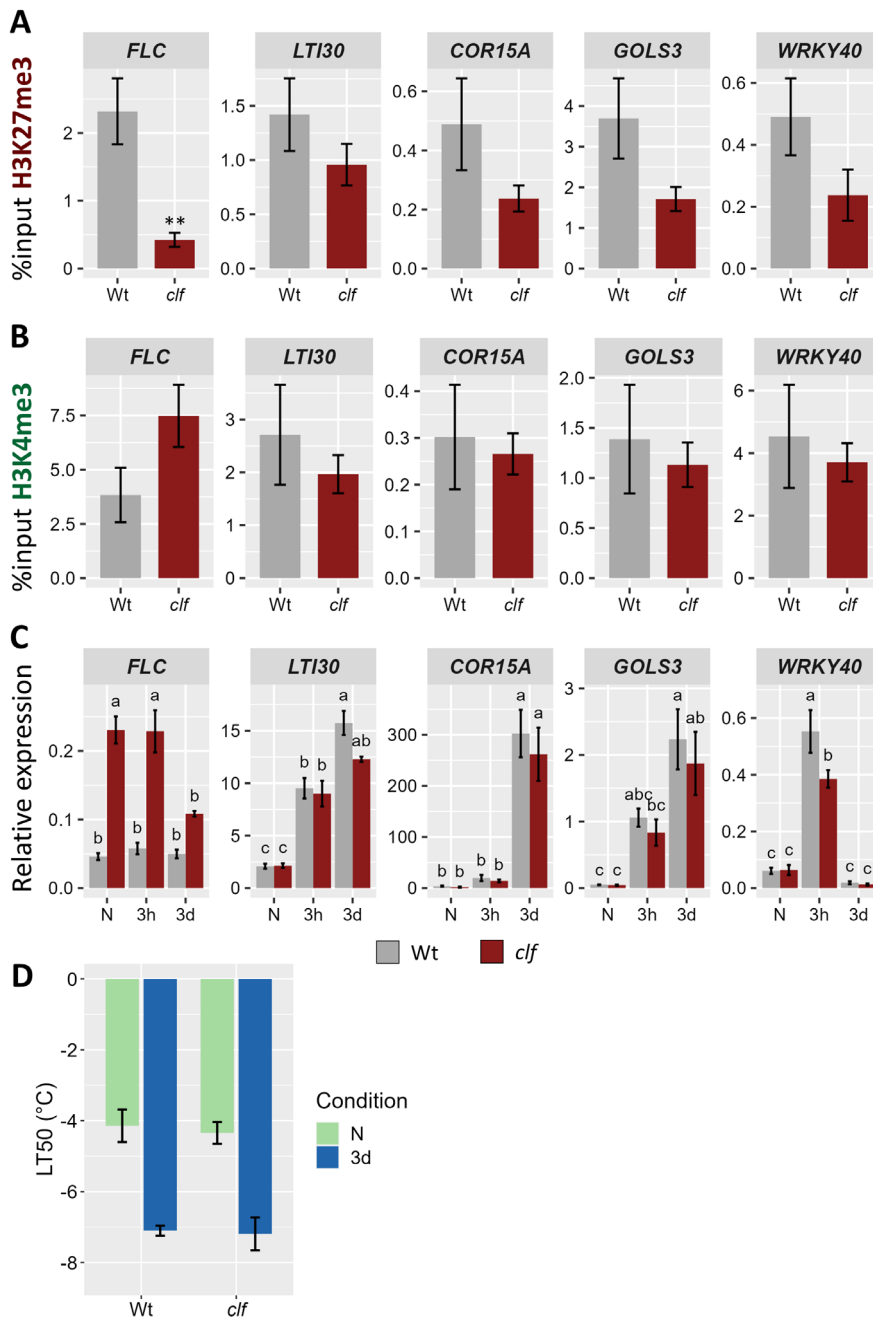 A
FLC LTI30 COR15A GOLS3 WRKY40
%input H3K27me3
2
1
0
**
1.5
1.0
0.5
0.0
0.6
0.4
0.2
0.0
4
3
2
1
0
0.6
0.4
0.2
0.0
Wt clf Wt clf Wt clf Wt clf Wt clf
B
FLC LTI30 COR15A GOLS3 WRKY40
%input H3K4me3
7.5
5.0
2.5
0.0
3
2
1
0
0.4
0.3
0.2
0.1
0.0
2.0
1.5
1.0
0.5
0.0
6
4
2
0
Wt clf Wt clf Wt clf Wt clf Wt clf
C
FLC LTI30 COR15A GOLS3 WRKY40
Relative expression
0.2
0.1
0.0
b a b a b b
15
10
5
0
c c b b a ab
300
200
100
0
b b b b a a
3
2
1
0
c c abc bc a ab
0.6
0.4
0.2
0.0
c c a b c c
N 3h 3d N 3h 3d N 3h 3d N 3h 3d N 3h 3d
Wt clf
D
LT50 (°C)
0
-2
-4
-6
-8
Wt clf
Condition
N
3d